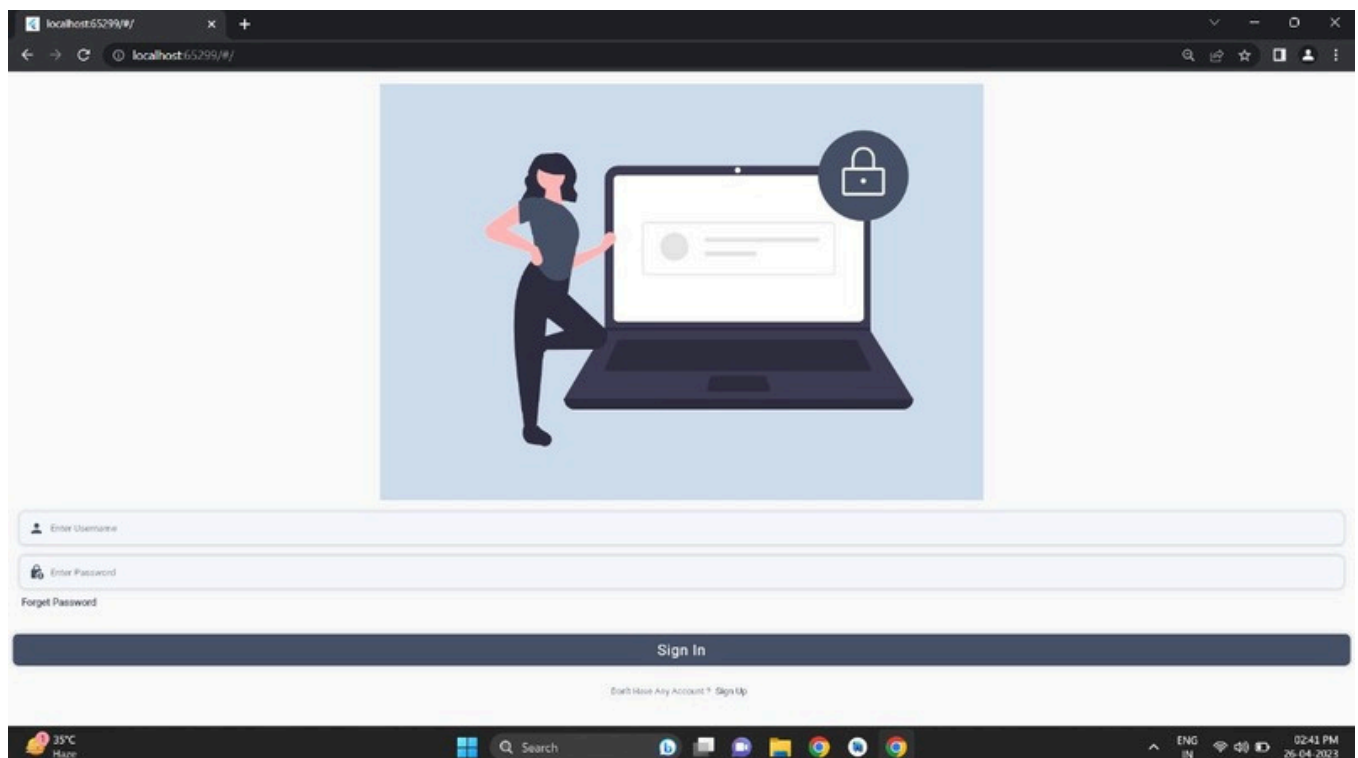 localhost:65299/#/
localhost:65299/#/
Enter Username
Enter Password
Forget Password
Sign In
Don't Have Any Account ? Sign Up
35°C
Haze
1
Search
ENG
IN
02:41 PM
26-04-2023